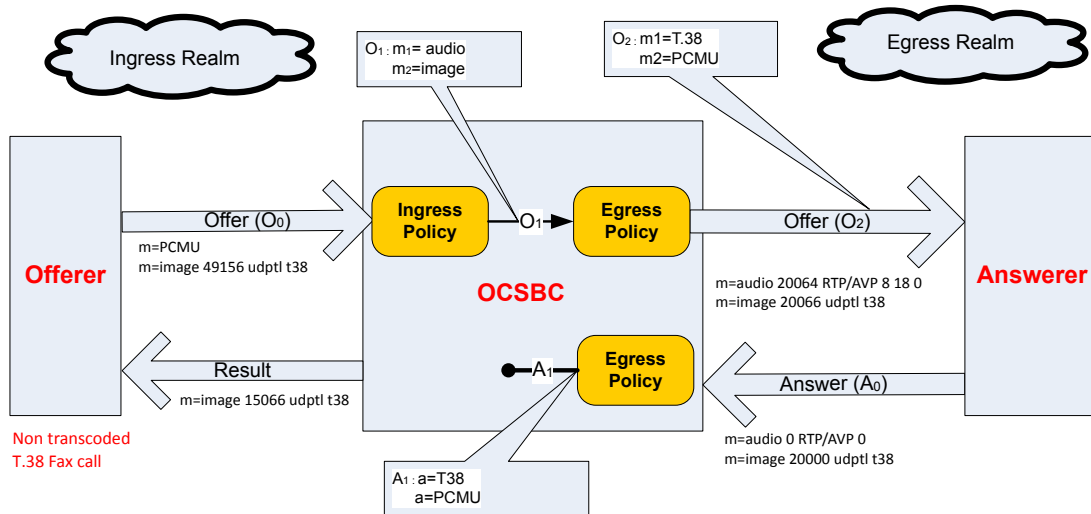 Ingress Realm
O₁ : m₁= audio
m₂=image
O₂ : m1=T.38
m2=PCMU
Egress Realm
Offerer
Offer (O₀)
m=PCMU
m=image 49156 udptl t38
Ingress Policy
O₁
Egress Policy
Offer (O₂)
m=audio 20064 RTP/AVP 8 18 0
m=image 20066 udptl t38
Answerer
OCSBC
Result
m=image 15066 udptl t38
A₁
Egress Policy
Answer (A₀)
m=audio 0 RTP/AVP 0
m=image 20000 udptl t38
Non transcoded
T.38 Fax call
A₁ : a=T38
a=PCMU